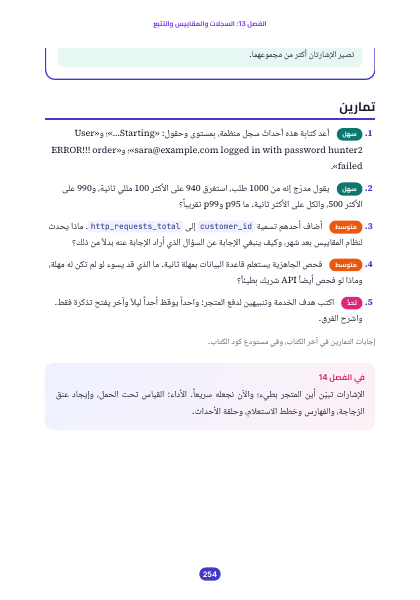 الفصل 13: السجلات والمقاييس والتتبع
تصير الإشارتان أكثر من مجموعهما.
تمارين
1. سهل أعد كتابة هذه أحداثَ سجل منظمة، بمستوى وحقول: «Starting…»؛ و«User
sara@example.com logged in with password hunter2»؛ و«ERROR!!! order
failed».
2. سهل يقول مدرّج إنه من 1000 طلب، استغرق 940 على الأكثر 100 مللي ثانية، و990 على
الأكثر 500، والكل على الأكثر ثانية. ما p95 وp99 تقريباً؟
3. متوسط أضاف أحدهم تسمية customer_id إلى http_requests_total. ماذا يحدث
لنظام المقاييس بعد شهر، وكيف ينبغي الإجابة عن السؤال الذي أراد الإجابة عنه بدلاً من ذلك؟
4. متوسط فحص الجاهزية يستعلم قاعدة البيانات بمهلة ثانية. ما الذي قد يسوء لو لم تكن له مهلة،
وماذا لو فحص أيضاً API شريك بطيئاً؟
5. تحدٍّ اكتب هدف الخدمة وتنبيهين لدفع المتجر: واحداً يوقظ أحداً ليلاً وآخر يفتح تذكرة فقط.
واشرح الفرق.
إجابات التمارين في آخر الكتاب، وفي مستودع كود الكتاب.
في الفصل 14
الإشارات تبيّن أين المتجر بطيء؛ والآن نجعله سريعاً. الأداء: القياس تحت الحمل، وإيجاد عنق
الزجاجة، والفهارس وخطط الاستعلام، وحلقة الأحداث.
254